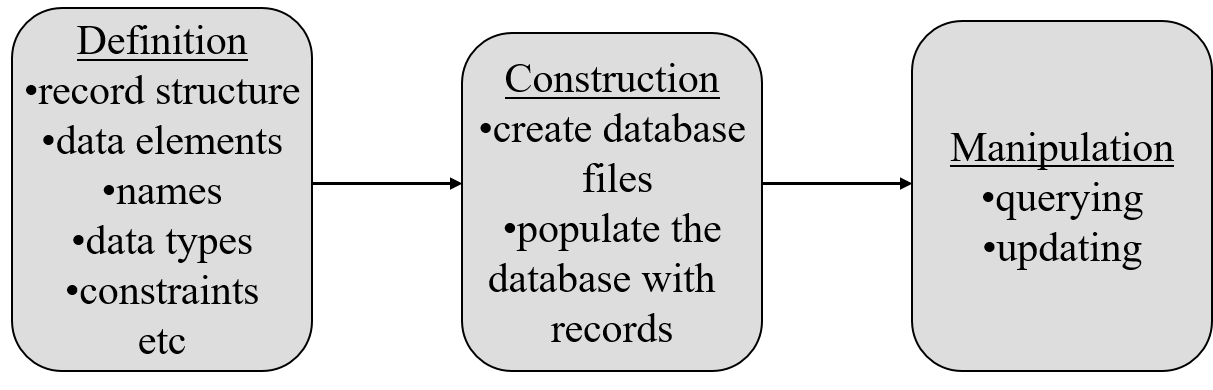 Definition
•record structure
•data elements
•names
•data types
•constraints
etc
Construction
•create database
files
•populate the
database with
records
Manipulation
•querying
•updating